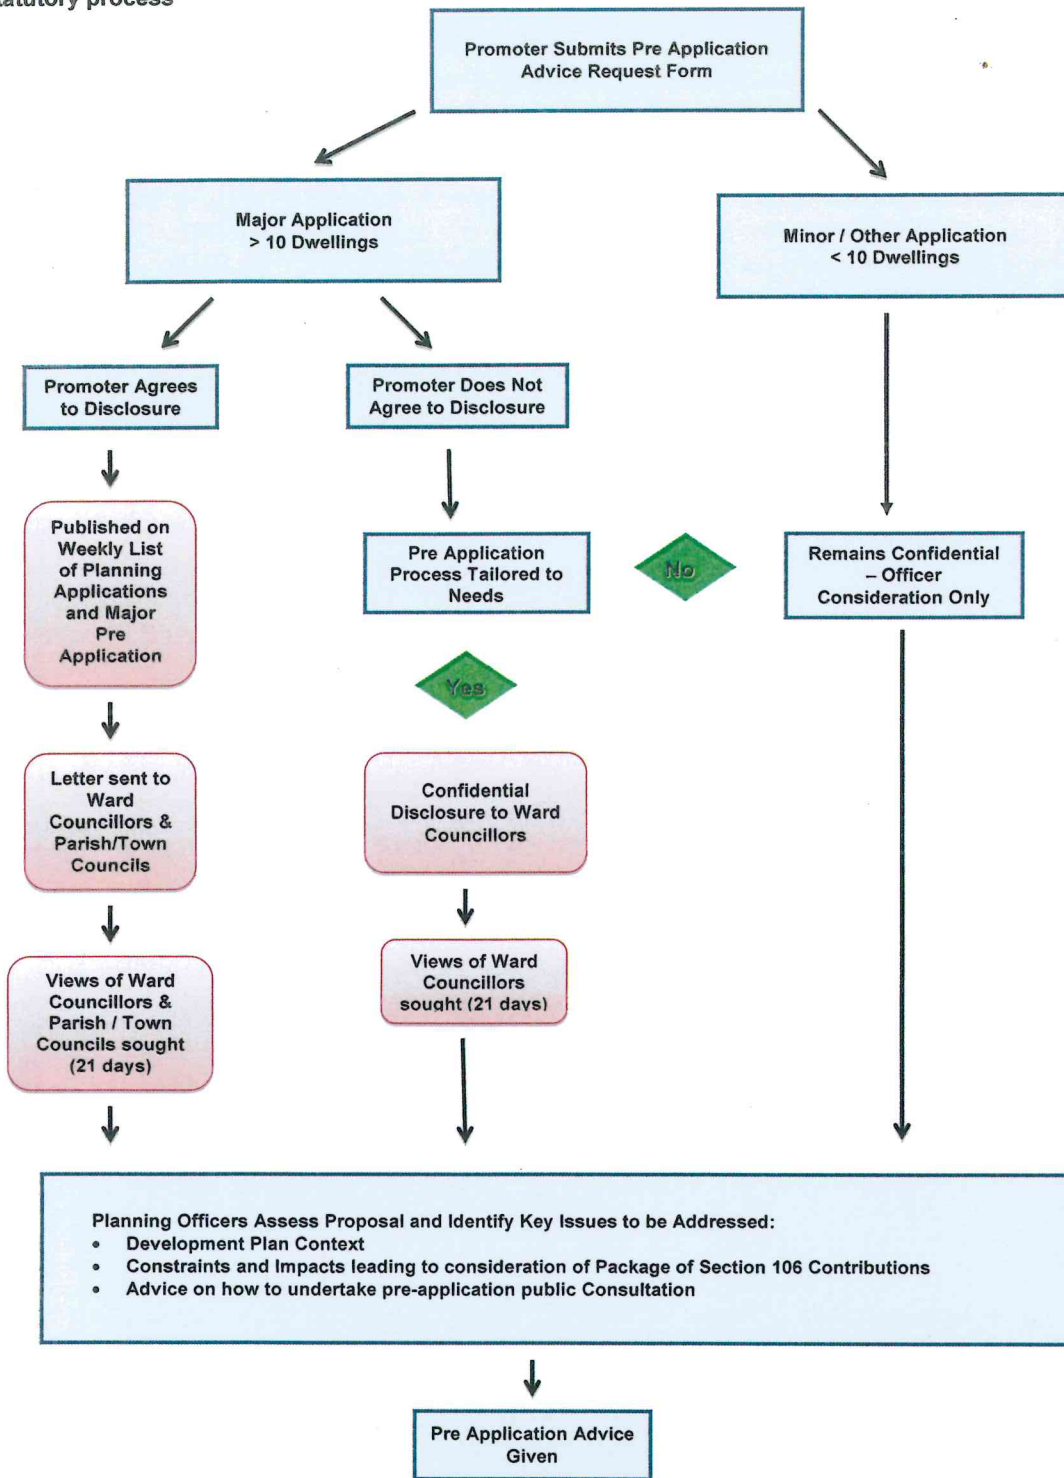 tatutory process
Promoter Submits Pre Application
Advice Request Form
Major Application
> 10 Dwellings
Minor / Other Application
< 10 Dwellings
Promoter Agrees
to Disclosure
Promoter Does Not
Agree to Disclosure
Published on
Weekly List
of Planning
Applications
and Major
Pre
Application
Pre Application
Process Tailored to
Needs
No
Remains Confidential
– Officer
Consideration Only
Yes
Letter sent to
Ward
Councillors &
Parish/Town
Councils
Confidential
Disclosure to Ward
Councillors
Views of Ward
Councillors &
Parish / Town
Councils sought
(21 days)
Views of Ward
Councillors
sought (21 days)
Planning Officers Assess Proposal and Identify Key Issues to be Addressed:
• Development Plan Context
• Constraints and Impacts leading to consideration of Package of Section 106 Contributions
• Advice on how to undertake pre-application public Consultation
Pre Application Advice
Given